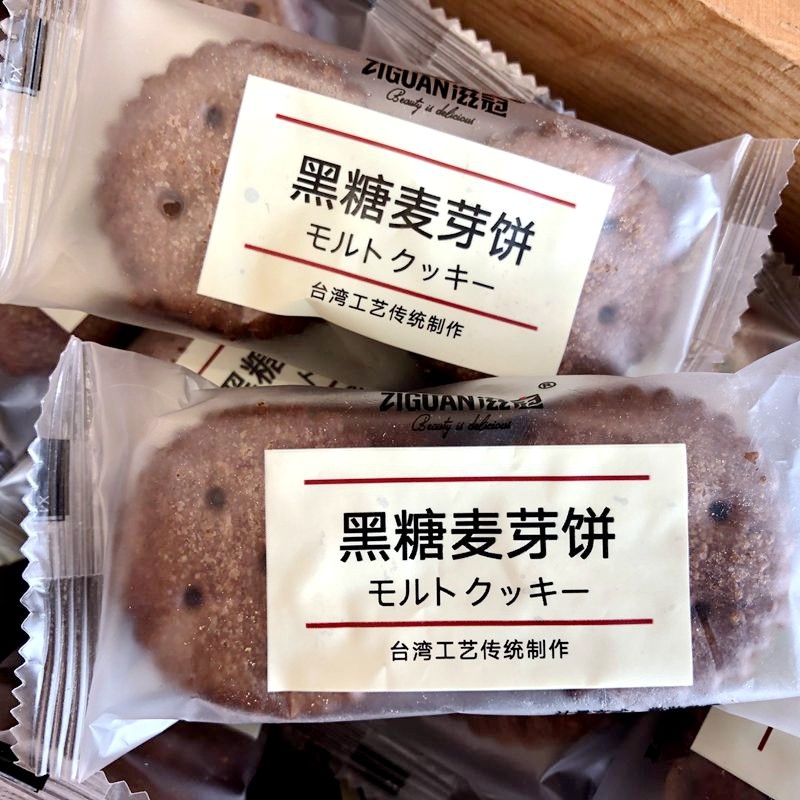 ZIGUAN滋冠
Beauty is delicious
黑糖麦芽饼
モルトクッキー
台湾工艺传统制作
黑糖
ZIGUAN滋冠®
Beauty is delicious
黑糖麦芽饼
モルトクッキー
台湾工艺传统制作